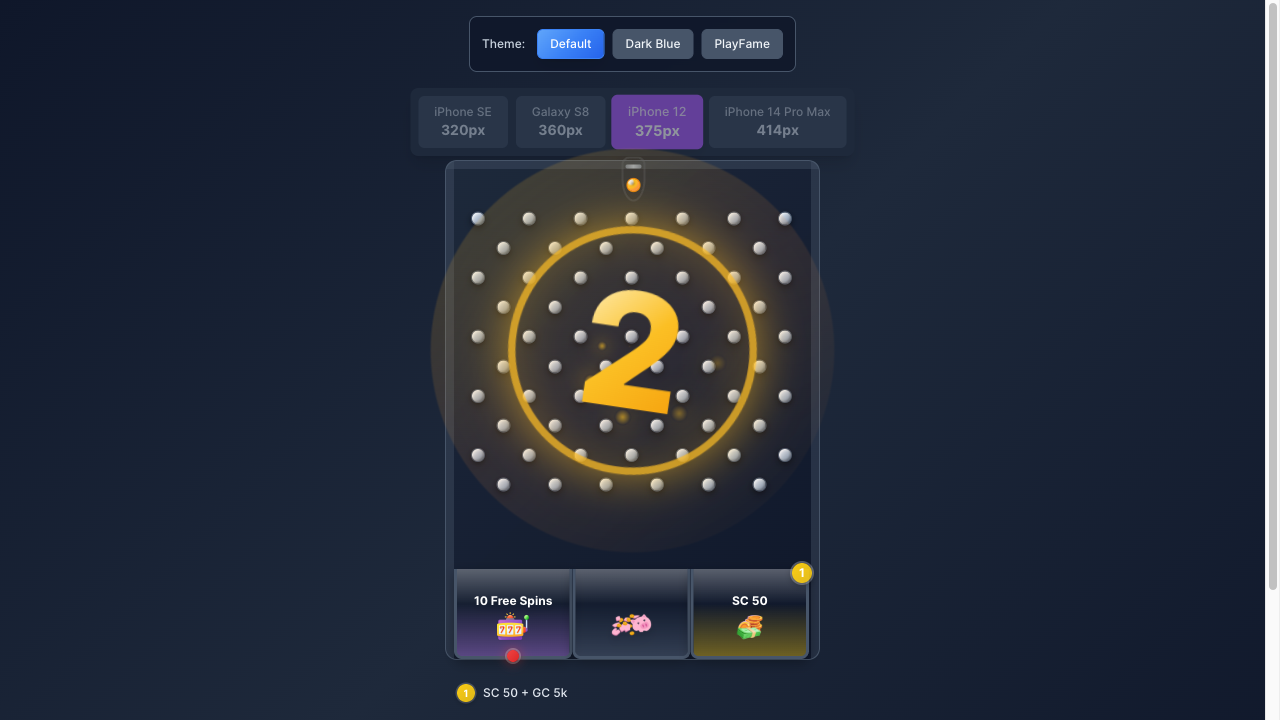 Theme: Default Dark Blue PlayFame
iPhone SE Galaxy S8 iPhone 12 iPhone 14 Pro Max
320px 360px 375px 414px
2
1
10 Free Spins SC 50
1 SC 50 + GC 5k